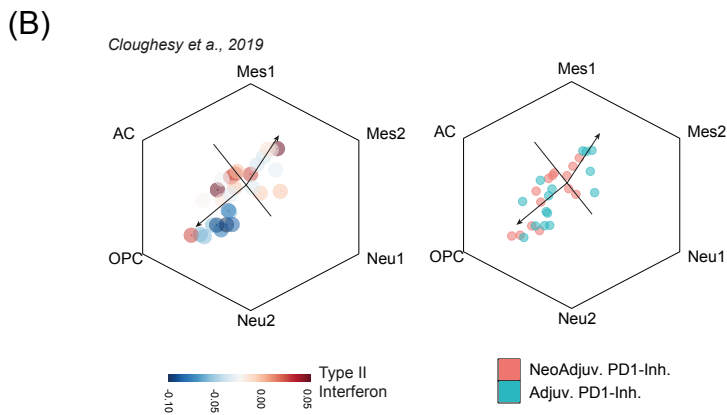 (B)
Cloughesy et a., 2019
Mes1
AC
Mes2
OPC
Neu1
Neu2
Mes1
AC
Mes2
OPC
Neu1
Neu2
-0.10
-0.05
0.00
0.05
Type II
Interferon
NeoAdjuv. PD1-Inh.
Adjuv. PD1-Inh.